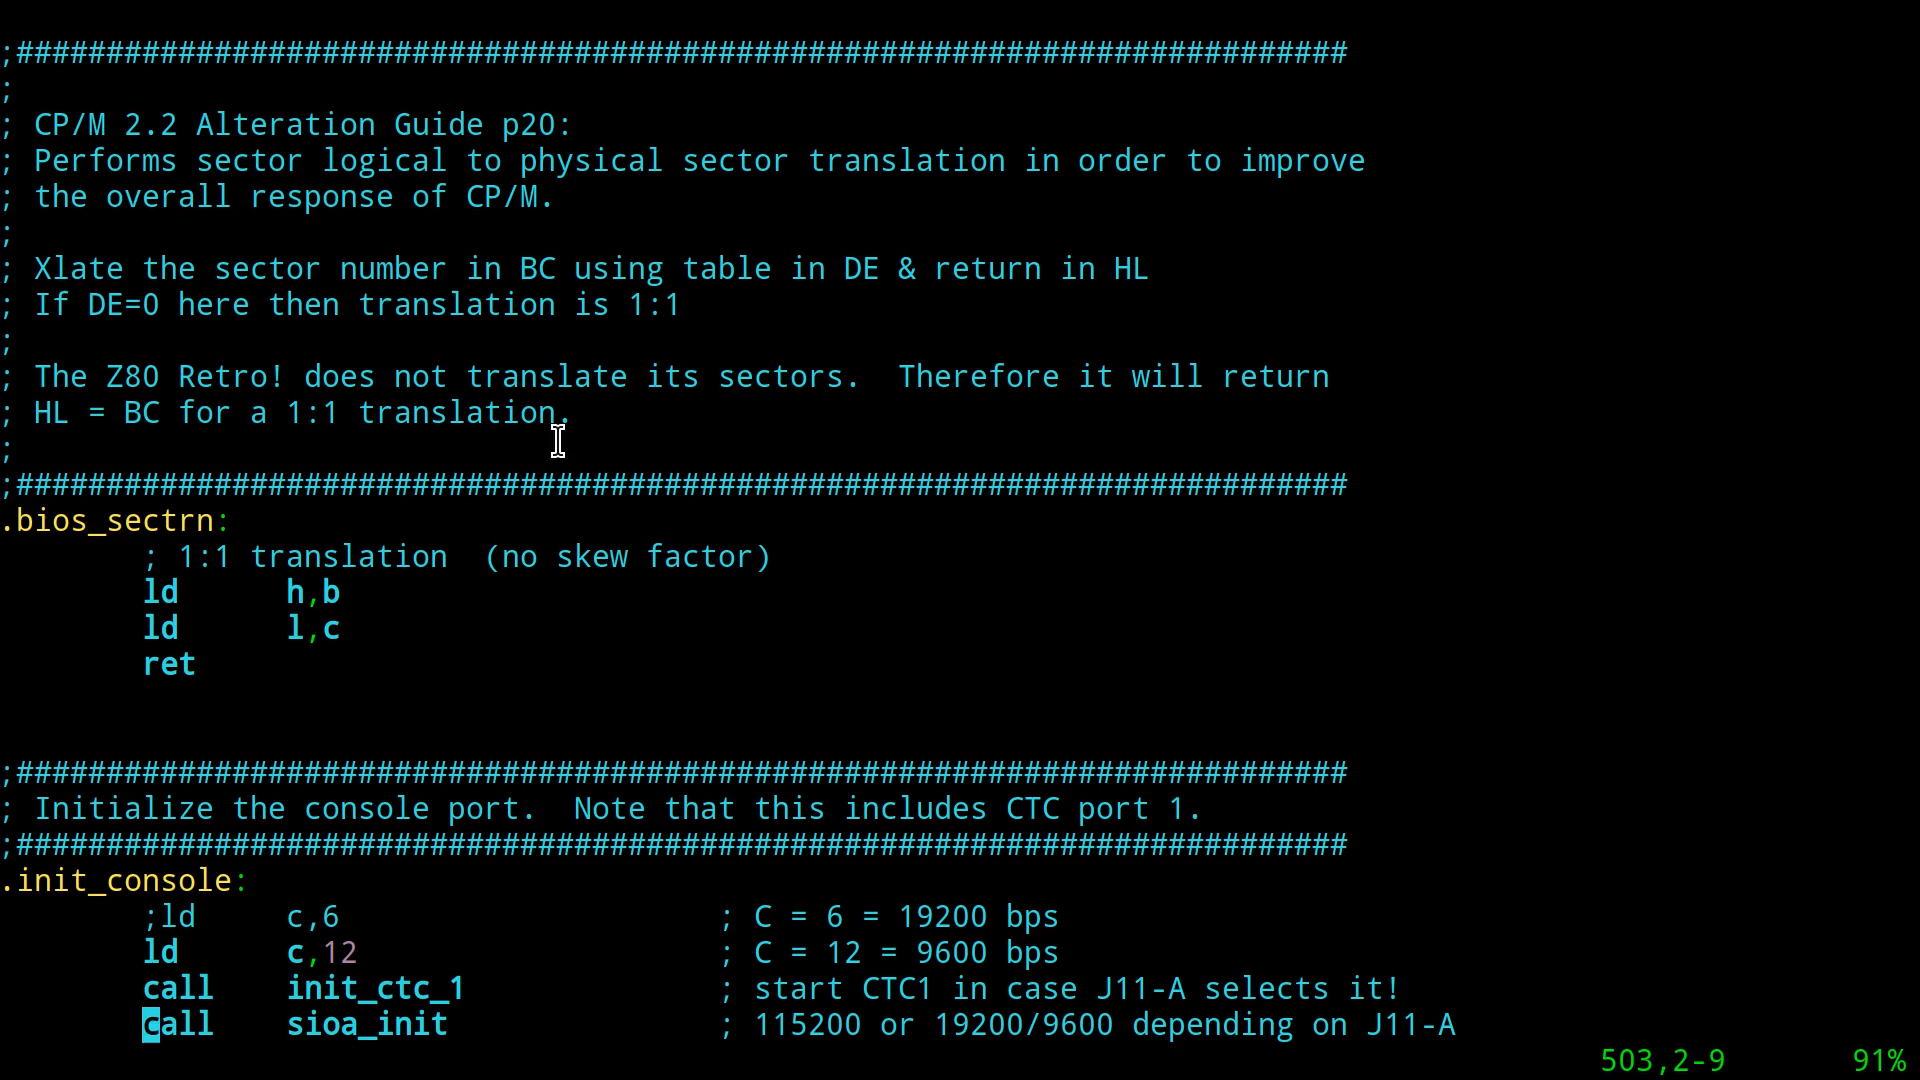 ;##########################################################################
;
; CP/M 2.2 Alteration Guide p20:
; Performs sector logical to physical sector translation in order to improve
; the overall response of CP/M.
;
; Xlate the sector number in BC using table in DE & return in HL
; If DE=0 here then translation is 1:1
;
; The Z80 Retro! does not translate its sectors.  Therefore it will return
; HL = BC for a 1:1 translation.
;
;##########################################################################
.bios_sectrn:
        ; 1:1 translation  (no skew factor)
        ld      h,b
        ld      l,c
        ret
;##########################################################################
; Initialize the console port.  Note that this includes CTC port 1.
;##########################################################################
.init_console:
        ;ld     c,6                     ; C = 6 = 19200 bps
        ld      c,12                    ; C = 12 = 9600 bps
        call    init_ctc_1              ; start CTC1 in case J11-A selects it!
        call    sioa_init               ; 115200 or 19200/9600 depending on J11-A
503,2-9       91%